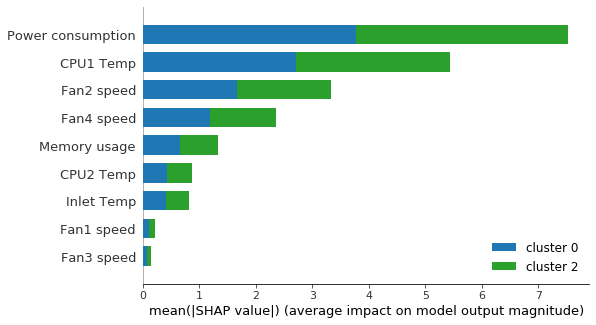 Power consumption
CPU1 Temp
Fan2 speed
Fan4 speed
Memory usage
CPU2 Temp
Inlet Temp
Fan1 speed
Fan3 speed
cluster 0
cluster 2
0 1 2 3 4 5 6 7
mean(|SHAP value|) (average impact on model output magnitude)